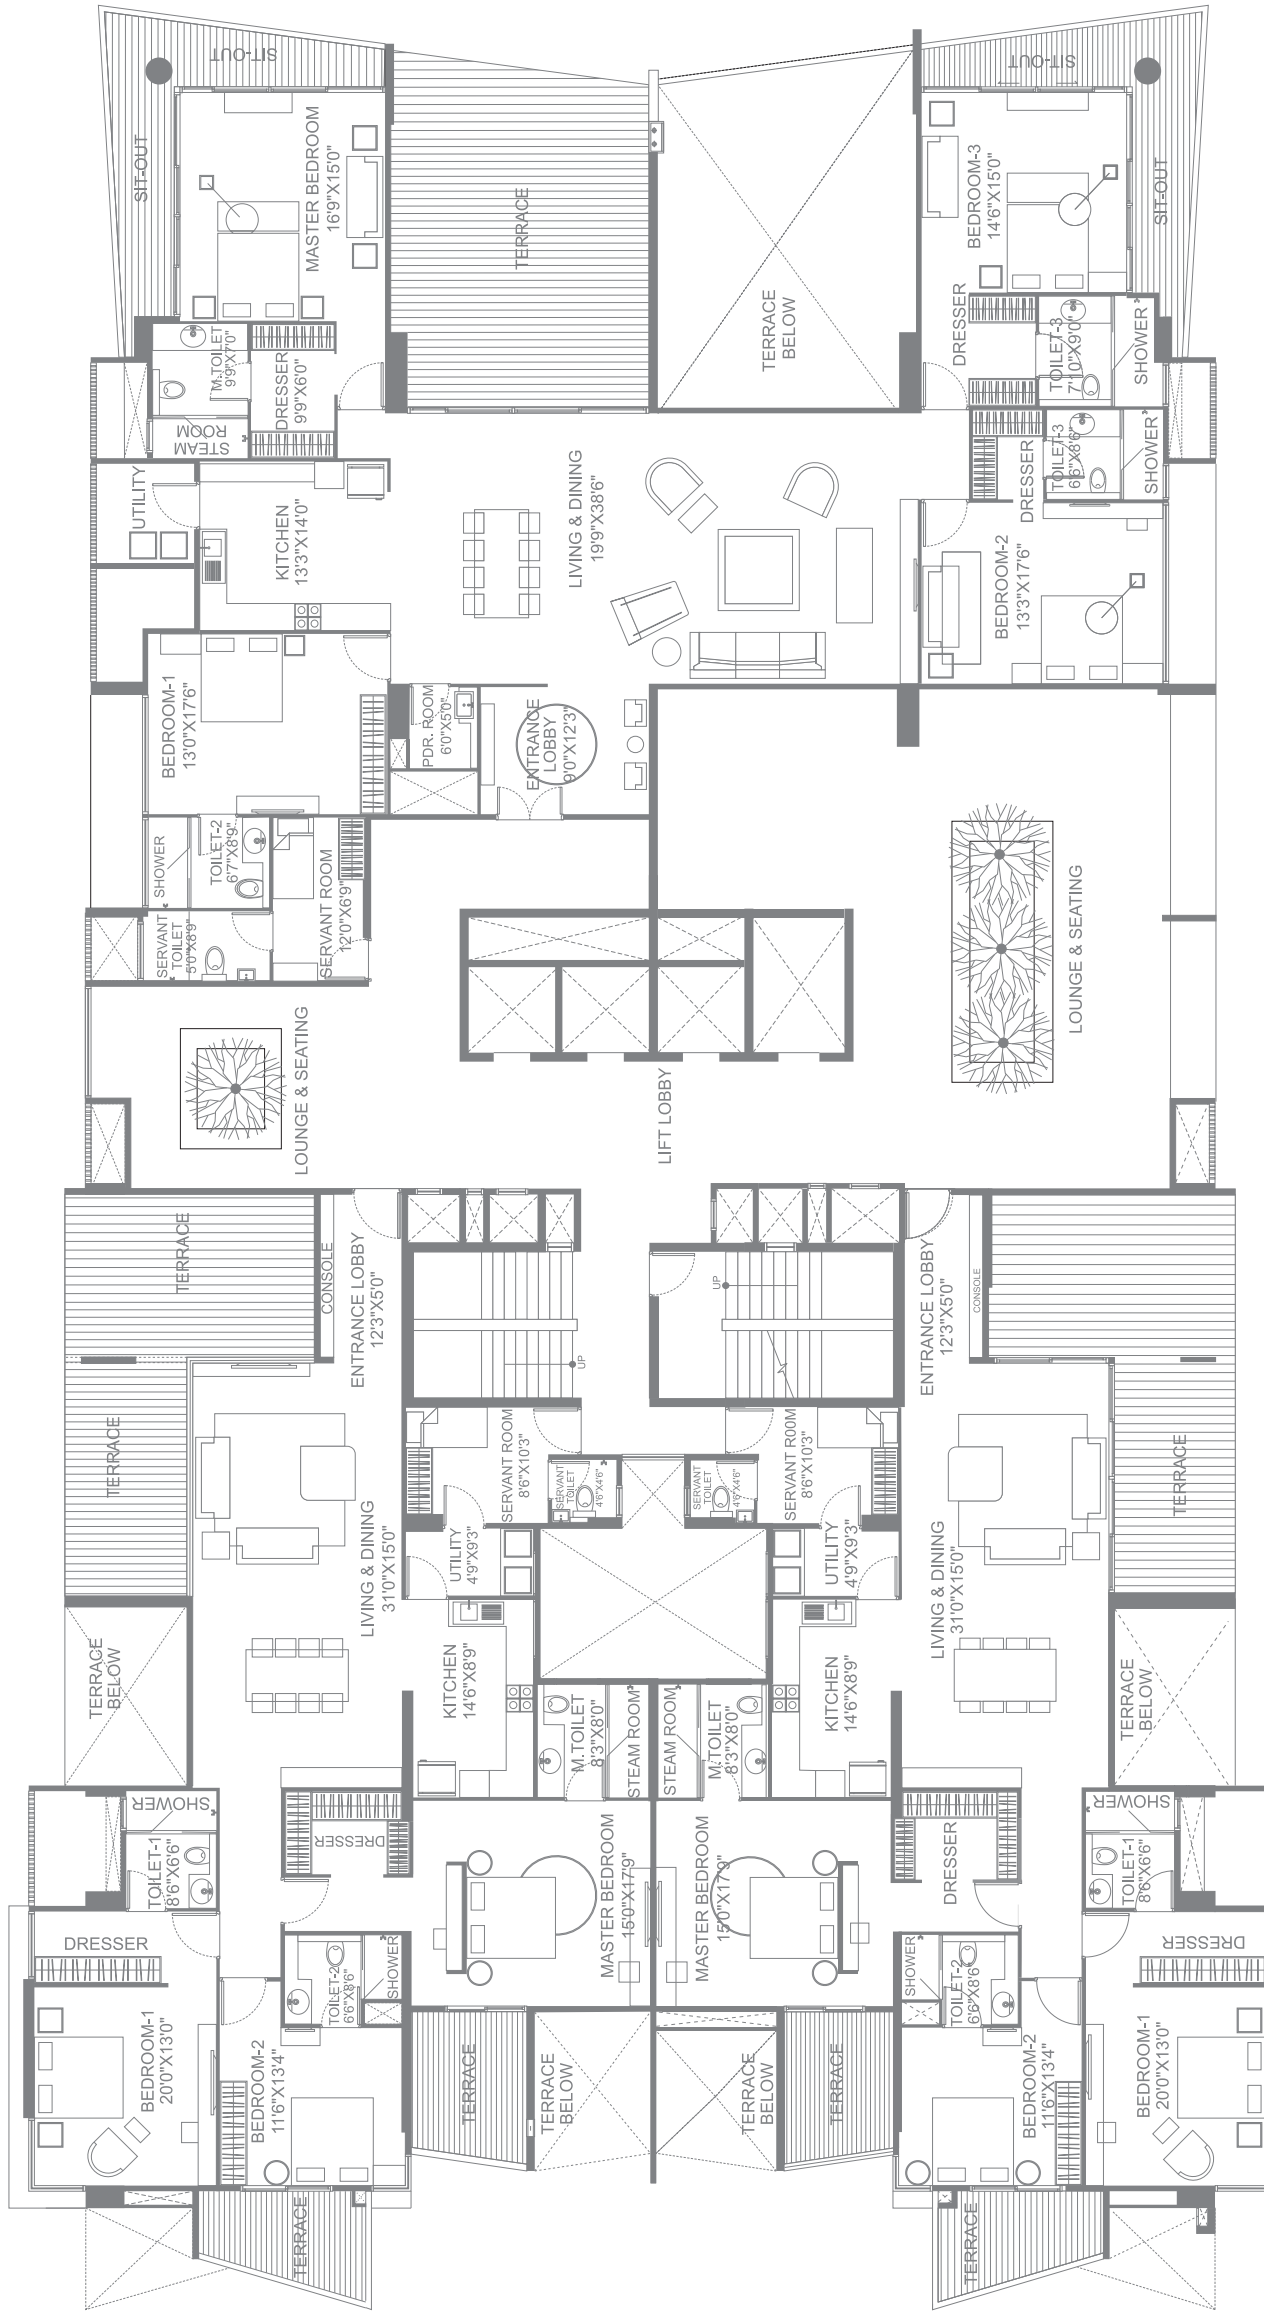 SIT-OUT
SIT-OUT
MASTER BEDROOM
16'9"X15'0"
TERRACE
TERRACE
BELOW
BEDROOM-3
14'6"X15'0"
SIT-OUT
SIT-OUT
M.TOILET
9'9"X7'0"
DRESSER
9'9"X6'0"
STEAM
ROOM
DRESSER
TOILET-3
7'10"X9'0"
SHOWER
UTILITY
KITCHEN
13'3"X14'0"
LIVING & DINING
19'9"X38'6"
DRESSER
TOILET-3
6'6"X8'6"
SHOWER
BEDROOM-2
13'3"X17'6"
BEDROOM-1
13'0"X17'6"
PDR. ROOM
6'0"X5'0"
ENTRANCE
LOBBY
9'0"X12'3"
SHOWER
TOILET-2
6'7"X8'9"
SERVANT
TOILET
5'0"X8'9"
SERVANT ROOM
12'0"X6'9"
LOUNGE & SEATING
LOUNGE & SEATING
LIFT LOBBY
TERRACE
CONSOLE
ENTRANCE LOBBY
12'3"X5'0"
UP
UP
ENTRANCE LOBBY
12'3"X5'0"
CONSOLE
TERRACE
LIVING & DINING
31'0"X15'0"
SERVANT ROOM
8'6"X10'3"
SERVANT
TOILET
4'6"X4'6"
UTILITY
4'9"X9'3"
SERVANT
TOILET
4'6"X4'6"
SERVANT R00M
8'6"X10'3"
UTILITY
4'9"X9'3"
LIVING & DINING
31'0"X15'0"
TERRACE
TERRACE
BELOW
KITCHEN
14'6"X8'9"
M.TOILET
8'3"X8'0"
STEAM ROOM
STEAM ROOM
M.TOILET
8'3"X8'0"
KITCHEN
14'6"X8'9"
TERRACE
BELOW
SHOWER
TOILET-1
8'6"X6'6"
DRESSER
MASTER BEDROOM
15'0"X17'9"
MASTER BEDROOM
15'0"X17'9"
DRESSER
SHOWER
TOILET-1
8'6"X6'6"
DRESSER
TOILET-2
6'6"X8'6"
SHOWER
SHOWER
TOILET-2
6'6"X8'6"
DRESSER
BEDROOM-1
20'0"X13'0"
BEDROOM-2
11'6"X13'4"
TERRACE
TERRACE
BELOW
TERRACE
BELOW
TERRACE
BEDROOM-2
11'6"X13'4"
BEDROOM-1
20'0"X13'0"
TERRACE
TERRACE